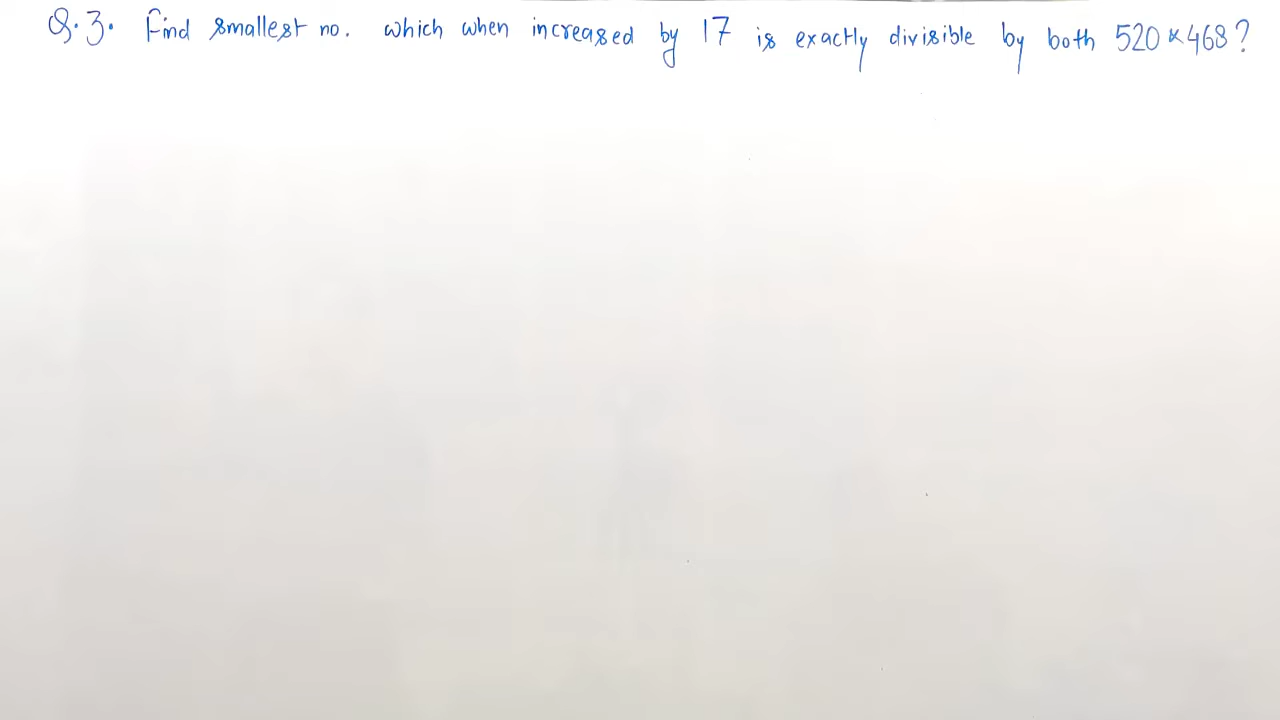 Q.3. Find smallest no. which when increased by 17 is exactly divisible by both 520 & 468?